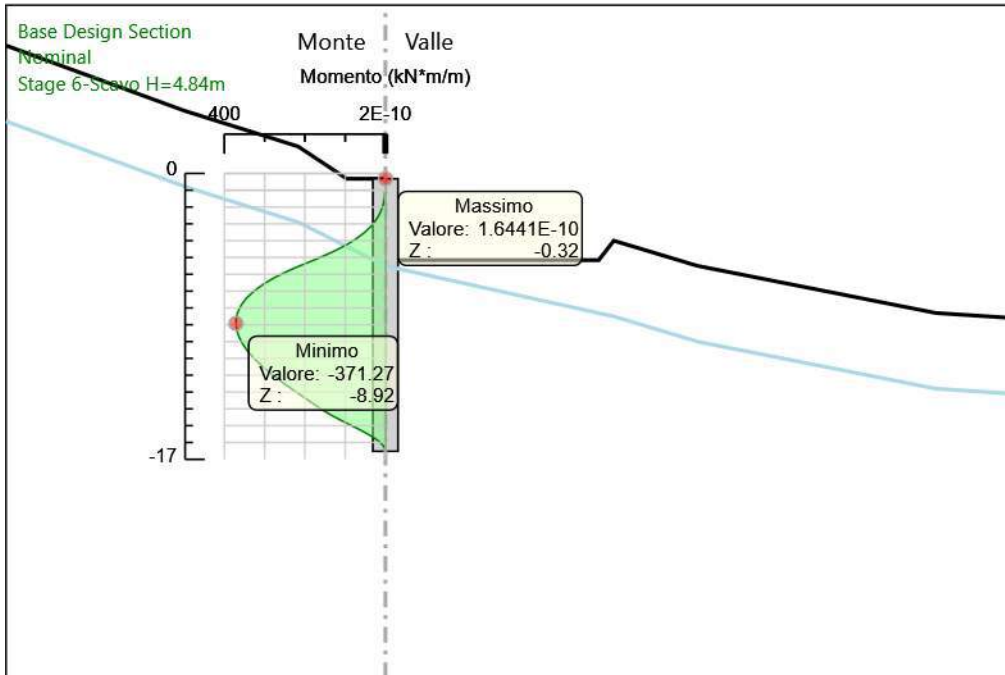 Base Design Section
Nominal
Stage 6-Scavo H=4.84m
Monte Valle
Momento (kN*m/m)
400 2E-10
0
Massimo
Valore: 1.6441E-10
Z : -0.32
Minimo
Valore: -371.27
Z : -8.92
-17